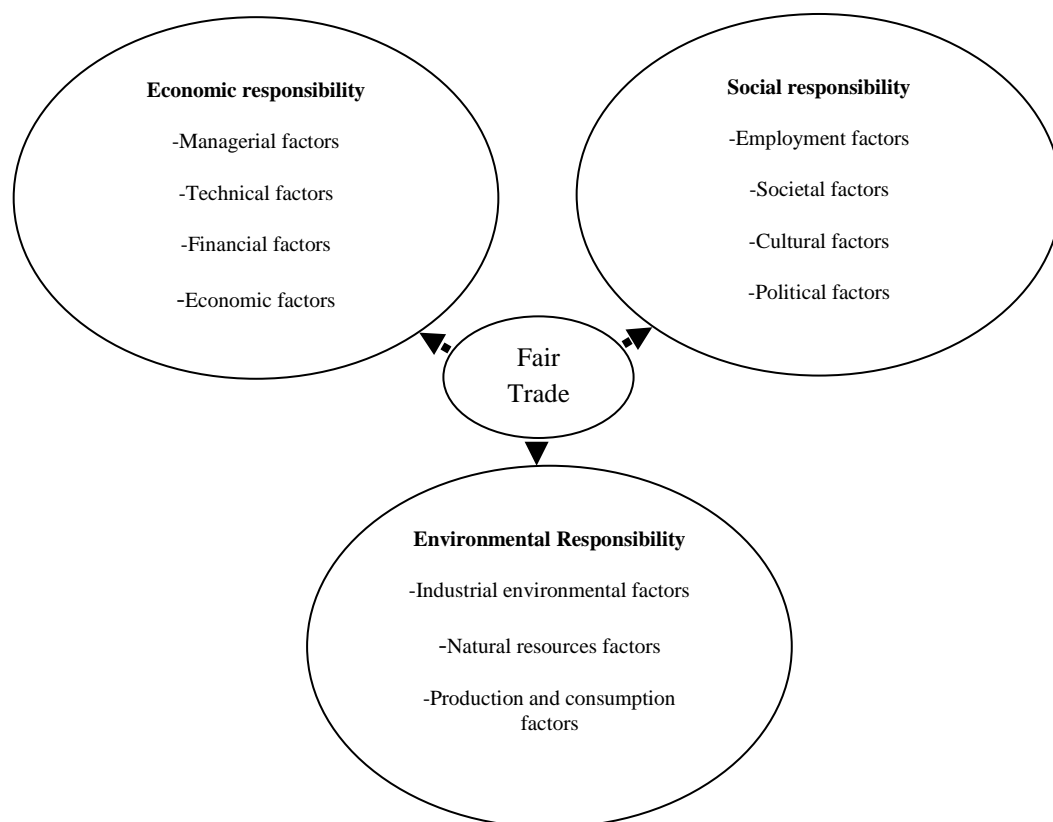 Economic responsibility
-Managerial factors
-Technical factors
-Financial factors
-Economic factors
Social responsibility
-Employment factors
-Societal factors
-Cultural factors
-Political factors
Fair
Trade
Environmental Responsibility
-Industrial environmental factors
-Natural resources factors
-Production and consumption
factors